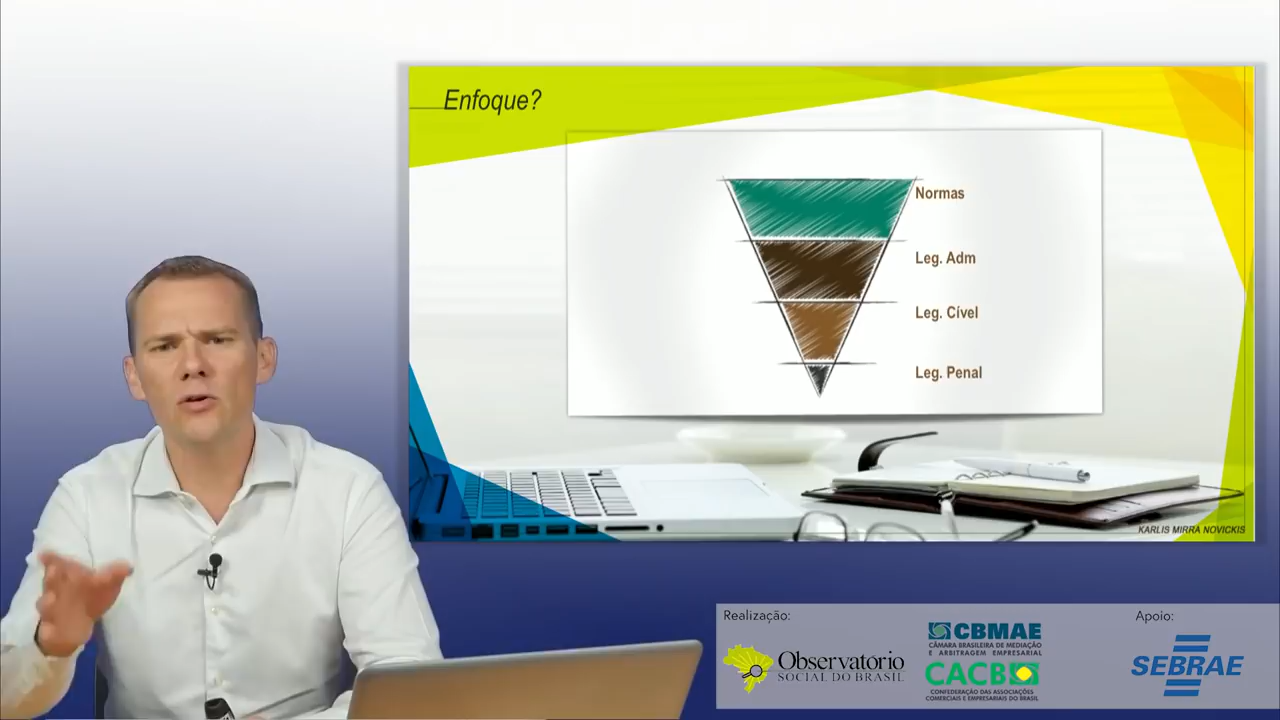 Enfoque?
Normas
Leg. Adm
Leg. Cível
Leg. Penal
KARLIS MIRRA NOVICKIS
Realização:
Apoio:
Observatório
SOCIAL DO BRASIL
CBMAE
CÂMARA BRASILEIRA DE MEDIAÇÃO
E ARBITRAGEM EMPRESARIAL
CACB
CONFEDERAÇÃO DAS ASSOCIAÇÕES
COMERCIAIS E EMPRESARIAIS DO BRASIL
SEBRAE